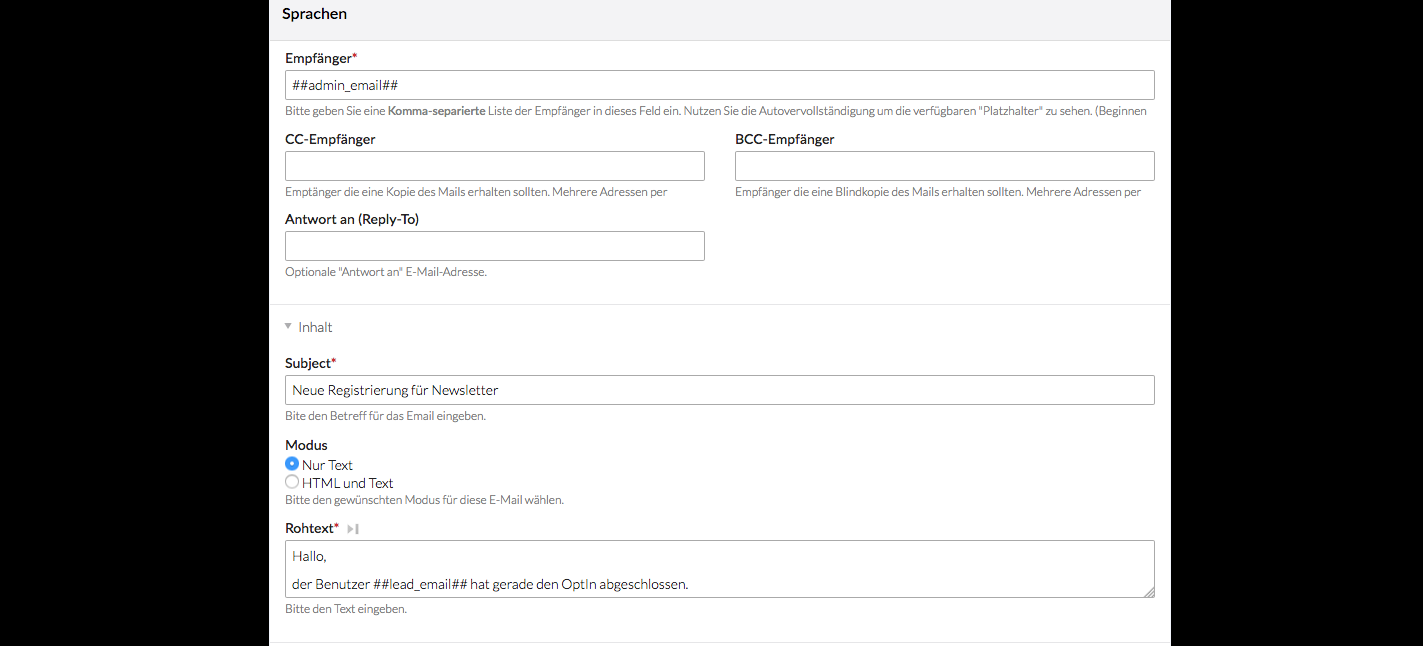 Sprachen
Empfänger*
##admin_email##
Bitte geben Sie eine Komma-separierte Liste der Empfänger in dieses Feld ein. Nutzen Sie die Autovervollständigung um die verfügbaren "Platzhalter" zu sehen. (Beginnen
CC-Empfänger
BCC-Empfänger
Emptänger die eine Kopie des Mails erhalten sollten. Mehrere Adressen per
Empfänger die eine Blindkopie des Mails erhalten sollten. Mehrere Adressen per
Antwort an (Reply-To)
Optionale "Antwort an" E-Mail-Adresse.
Inhalt
Subject*
Neue Registrierung für Newsletter
Bite den Betreff für das Email eingeben.
Modus
Nur Text
HTML und Text
Bitte den gewünschten Modus für diese E-Mail wählen.
Rohtext*
Hallo,
der Benutzer ##lead_email## hat gerade den OptIn abgeschlossen.
Bitte den Text eingeben.